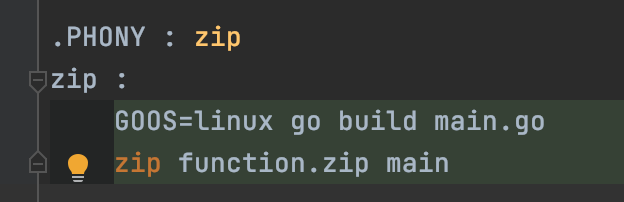 .PHONY : zip
zip :
GOOS=linux go build main.go
zip function.zip main